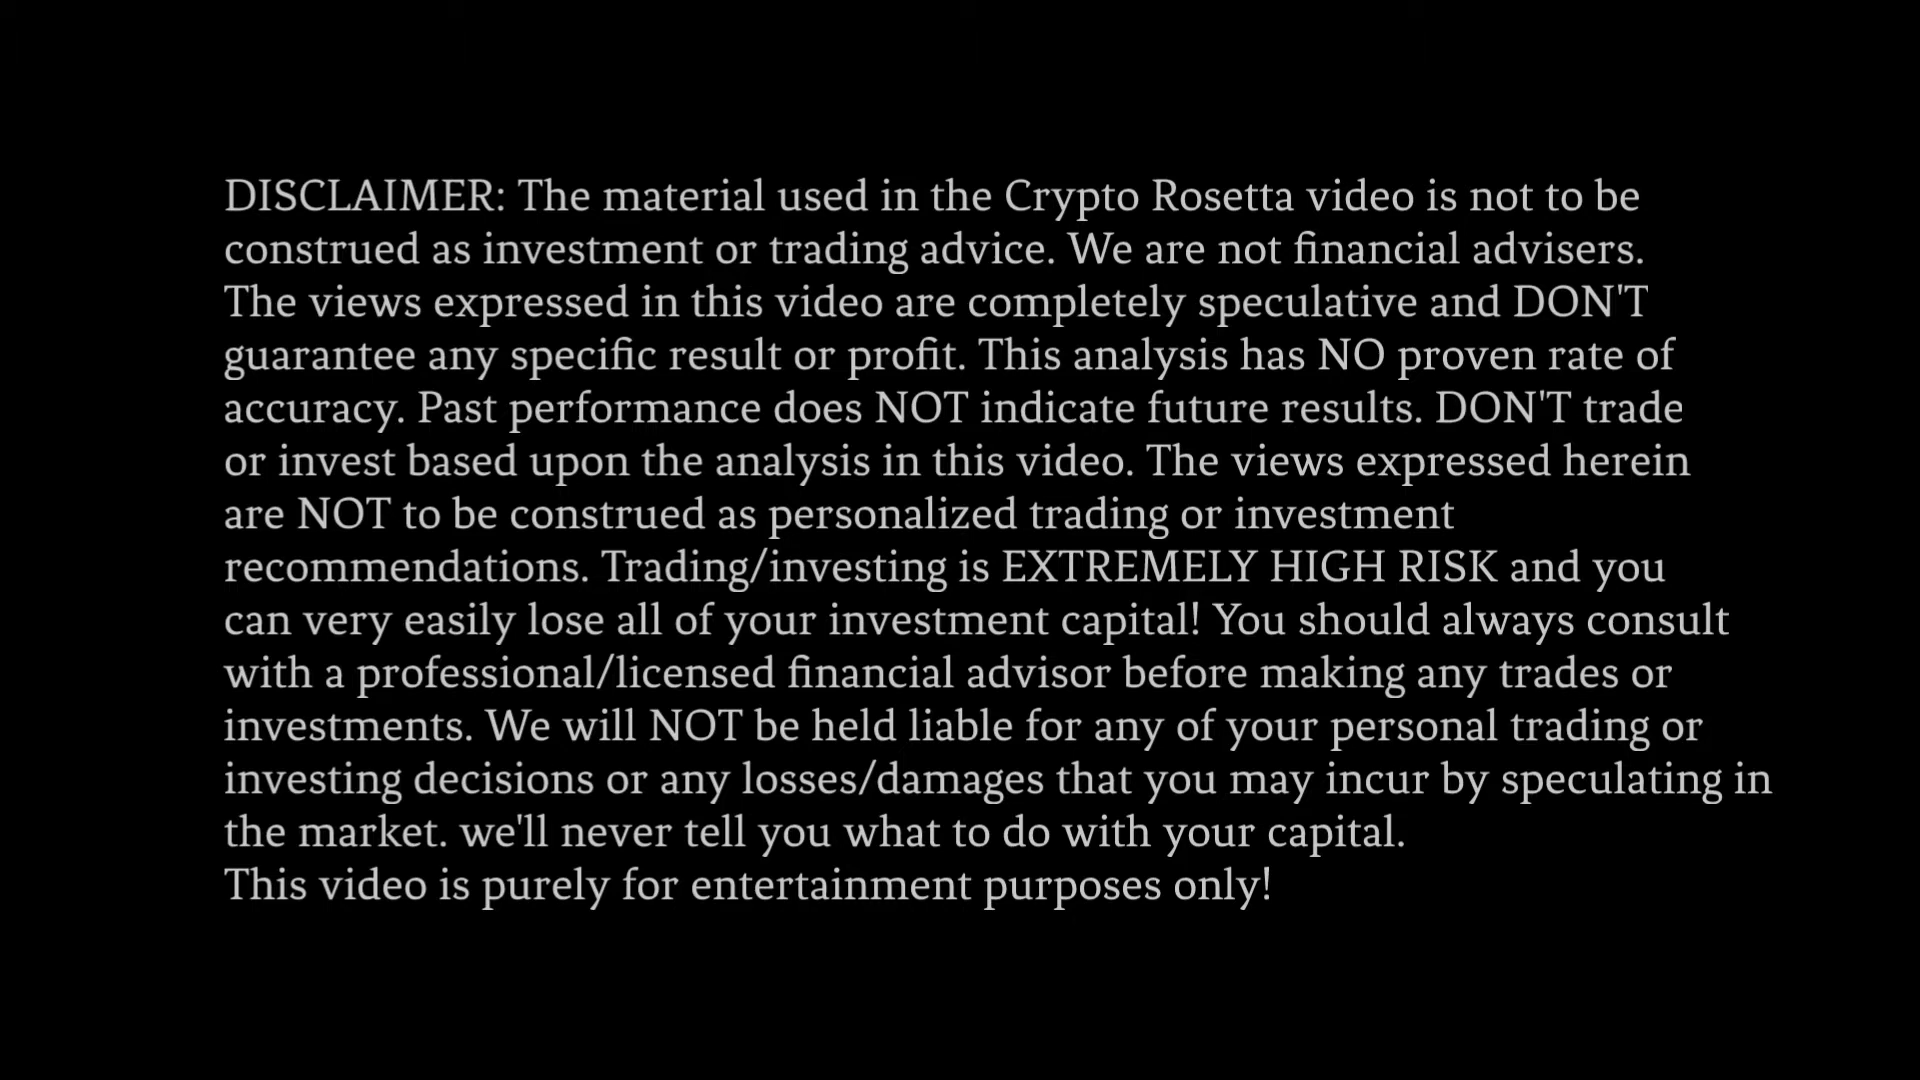 DISCLAIMER: The material used in the Crypto Rosetta video is not to be
construed as investment or trading advice. We are not financial advisers.
The views expressed in this video are completely speculative and DON'T
guarantee any specific result or profit. This analysis has NO proven rate of
accuracy. Past performance does NOT indicate future results. DON'T trade
or invest based upon the analysis in this video. The views expressed herein
are NOT to be construed as personalized trading or investment
recommendations. Trading/investing is EXTREMELY HIGH RISK and you
can very easily lose all of your investment capital! You should always consult
with a professional/licensed financial advisor before making any trades or
investments. We will NOT be held liable for any of your personal trading or
investing decisions or any losses/damages that you may incur by speculating in
the market. we'll never tell you what to do with your capital.
This video is purely for entertainment purposes only!